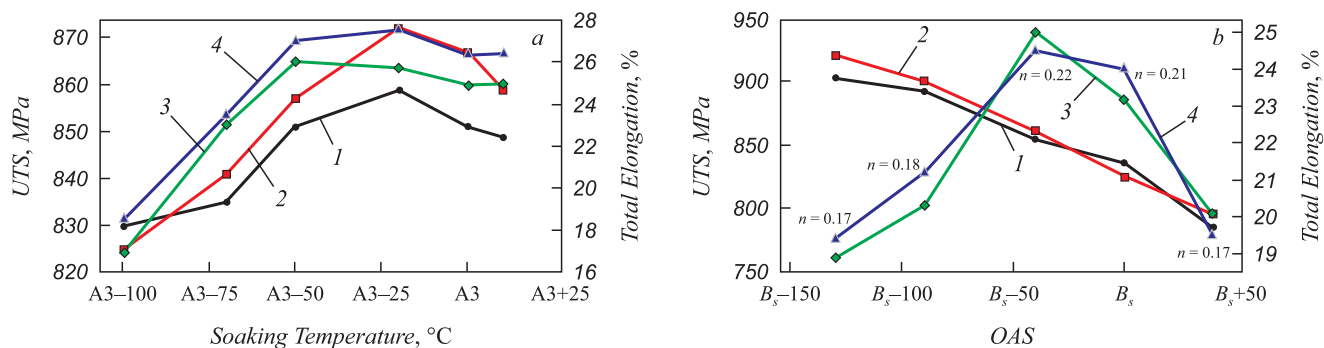 a
UTS, MPa
870
860
850
840
830
820
28
26
24
22
20
18
16
Total Elongation, %
4
3
2
1
A3–100
A3–75
A3–50
A3–25
A3
A3+25
Soaking Temperature, °C
b
UTS, MPa
950
900
850
800
750
25
24
23
22
21
20
19
Total Elongation, %
2
n = 0.22
n = 0.21
3
4
1
n = 0.18
n = 0.17
n = 0.17
Bs–150
Bs–100
Bs–50
Bs
Bs+50
OAS